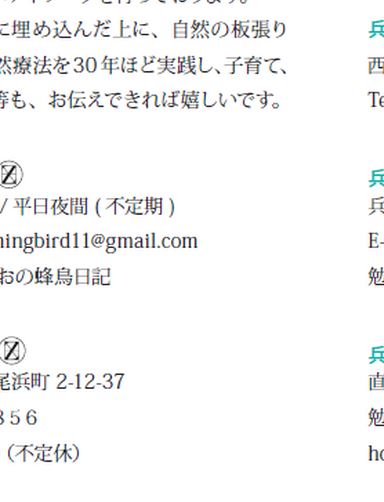 に埋め込んだ上に、自然の板張り
然療法を30年ほど実践し、子育て、
等も、お伝えできれば嬉しいです。
Ⓩ
/ 平日夜間 ( 不定期 )
ningbird11@gmail.com
おの蜂鳥日記
Ⓩ
尾浜町 2-12-37
8 5 6
（不定休）
兵
西
Te
兵
兵
E-
勉
兵
直
勉
ho